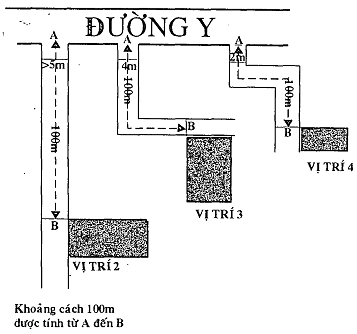 ĐƯỜNG Y
A
A
A
>5m
4m
2m
100m
100m
100m
B
B
B
VỊ TRÍ 4
VỊ TRÍ 3
VỊ TRÍ 2
Khoảng cách 100m
được tính từ A đến B